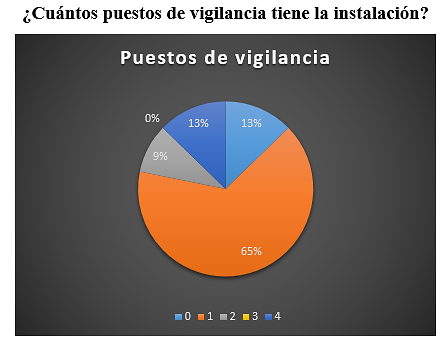 ¿Cuántos puestos de vigilancia tiene la instalación?
Puestos de vigilancia
0% 13% 13%
9%
65%
0 1 2 3 4